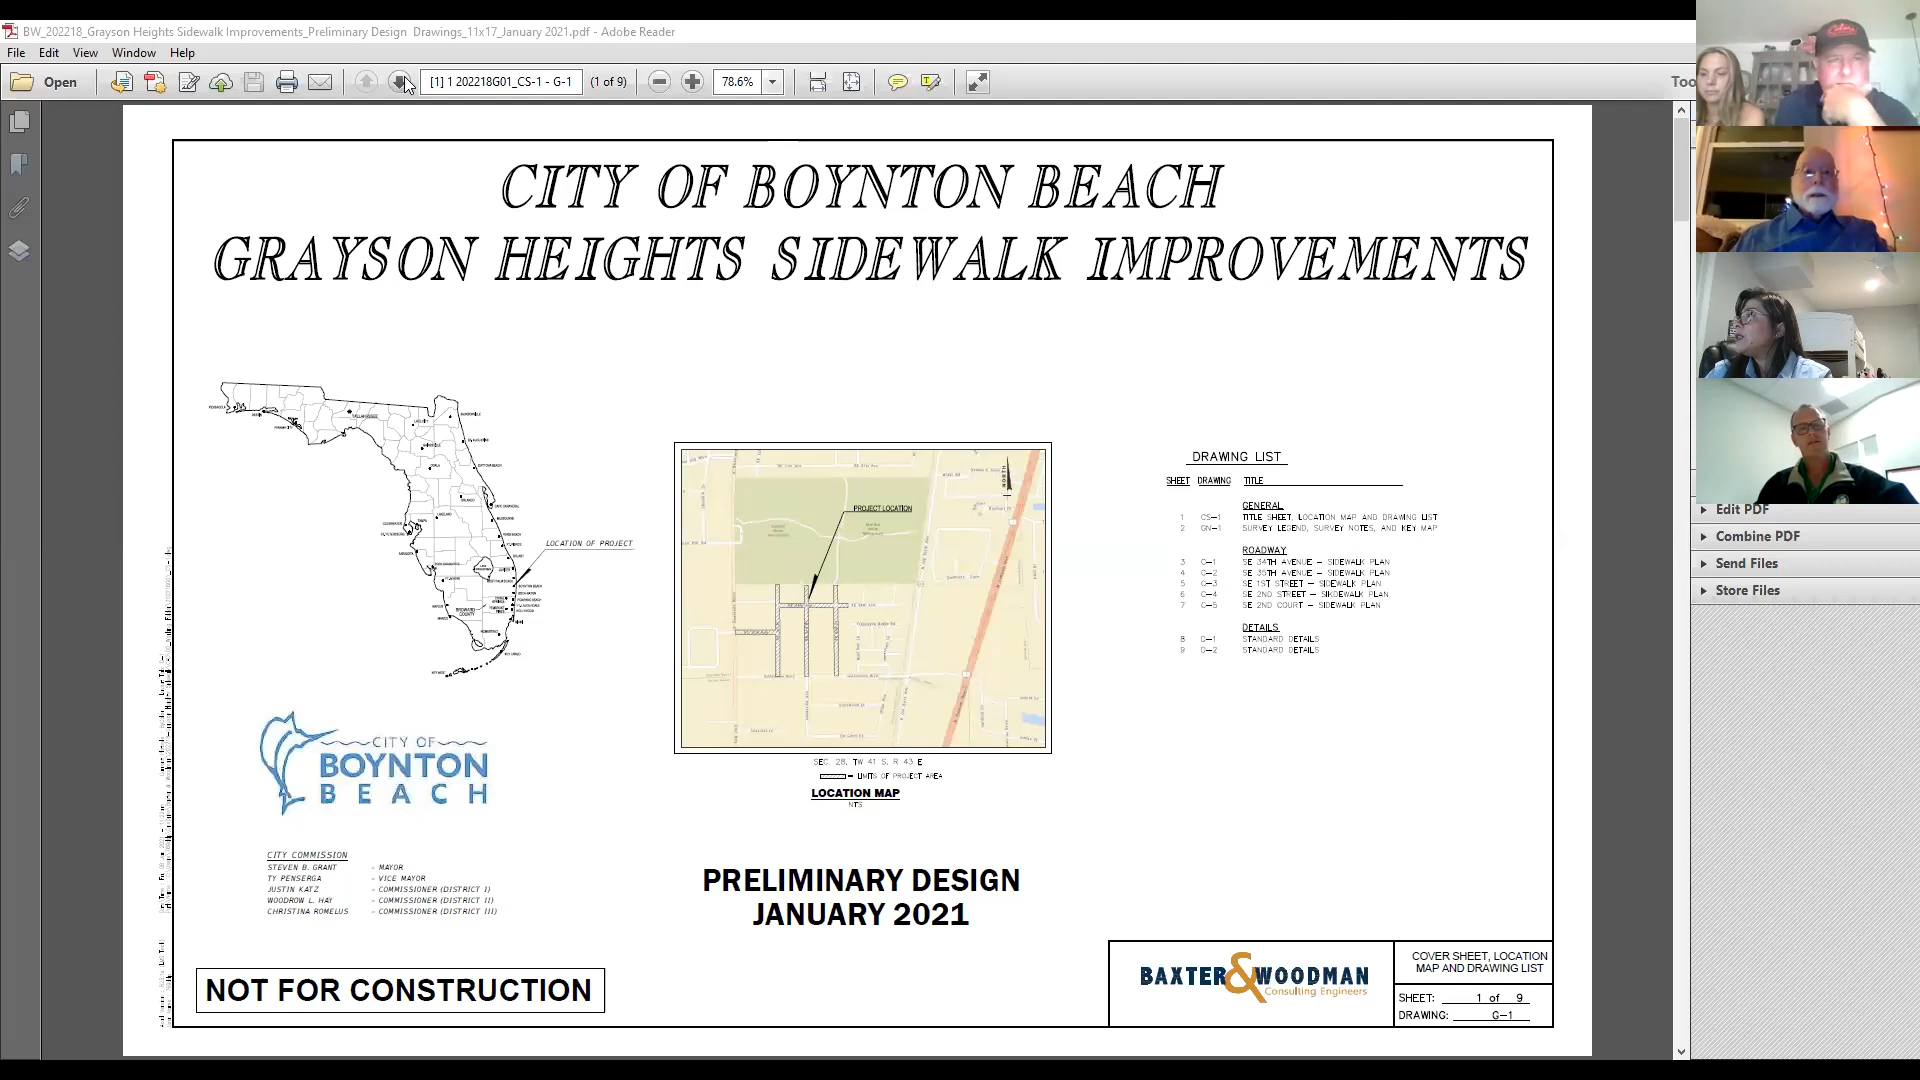 BW_202218_Grayson Heights Sidewalk Improvements_Preliminary Design Drawings_11x17_January 2021.pdf - Adobe Reader
File Edit View Window Help
Open
[1] 1 202218G01_CS-1 - G-1
(1 of 9)
78.6%
Too
CITY OF BOYNTON BEACH
GRAYSON HEIGHTS SIDEWALK IMPROVEMENTS
LOCATION OF PROJECT
PROJECT LOCATION
NORTH
SEC. 28, TW 41 S, R 43 E
= LIMITS OF PROJECT AREA
LOCATION MAP
NTS
DRAWING LIST
SHEET DRAWING TITLE
GENERAL
1 CS-1 TITLE SHEET, LOCATION MAP AND DRAWING LIST
2 GN-1 SURVEY LEGEND, SURVEY NOTES, AND KEY MAP
ROADWAY
3 C-1 SE 34TH AVENUE - SIDEWALK PLAN
4 C-2 SE 35TH AVENUE - SIDEWALK PLAN
5 C-3 SE 1ST STREET - SIDEWALK PLAN
6 C-4 SE 2ND STREET - SIKDEWALK PLAN
7 C-5 SE 2ND COURT - SIDEWALK PLAN
DETAILS
8 D-1 STANDARD DETAILS
9 D-2 STANDARD DETAILS
CITY OF
BOYNTON
BEACH
CITY COMMISSION
STEVEN B. GRANT - MAYOR
TY PENSERGA - VICE MAYOR
JUSTIN KATZ - COMMISSIONER (DISTRICT I)
WOODROW L. HAY - COMMISSIONER (DISTRICT II)
CHRISTINA ROMELUS - COMMISSIONER (DISTRICT III)
PRELIMINARY DESIGN
JANUARY 2021
NOT FOR CONSTRUCTION
BAXTER & WOODMAN
Consulting Engineers
COVER SHEET, LOCATION
MAP AND DRAWING LIST
SHEET: 1 of 9
DRAWING: G-1
Edit PDF
Combine PDF
Send Files
Store Files